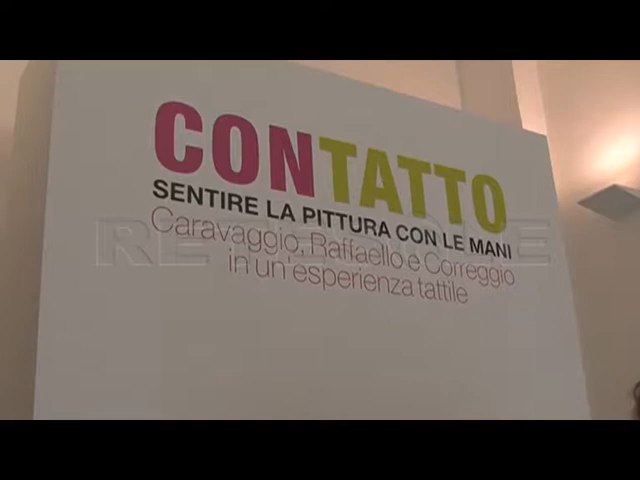 CONTATTO
SENTIRE LA PITTURA CON LE MANI
Caravaggio, Raffaello e Correggio
in un'esperienza tattile